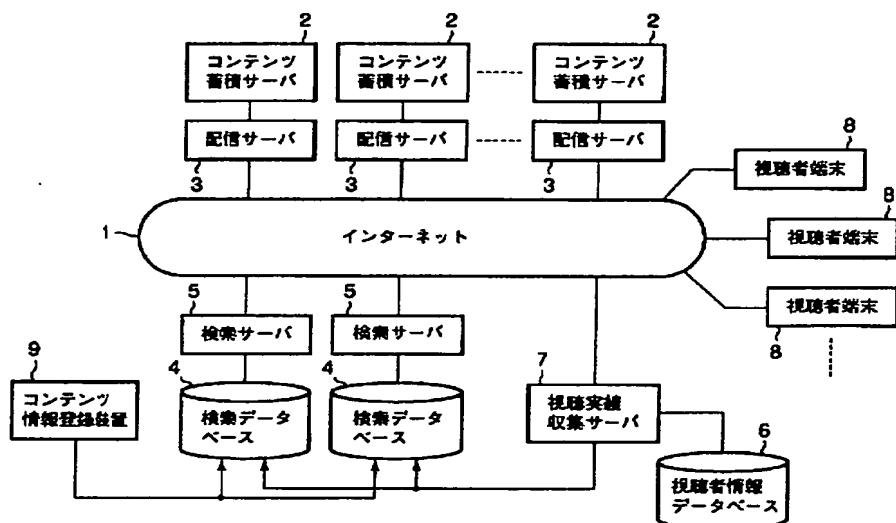 2
2
2
コンテンツ
蓄積サーバ
コンテンツ
蓄積サーバ
コンテンツ
蓄積サーバ
配信サーバ
配信サーバ
配信サーバ
3
3
3
8
視聴者端末
8
視聴者端末
視聴者端末
8
1
インターネット
5
検索サーバ
5
検索サーバ
9
コンテンツ
情報登録装置
4
検索データ
ベース
4
検索データ
ベース
7
視聴実績
収集サーバ
6
視聴者情報
データベース